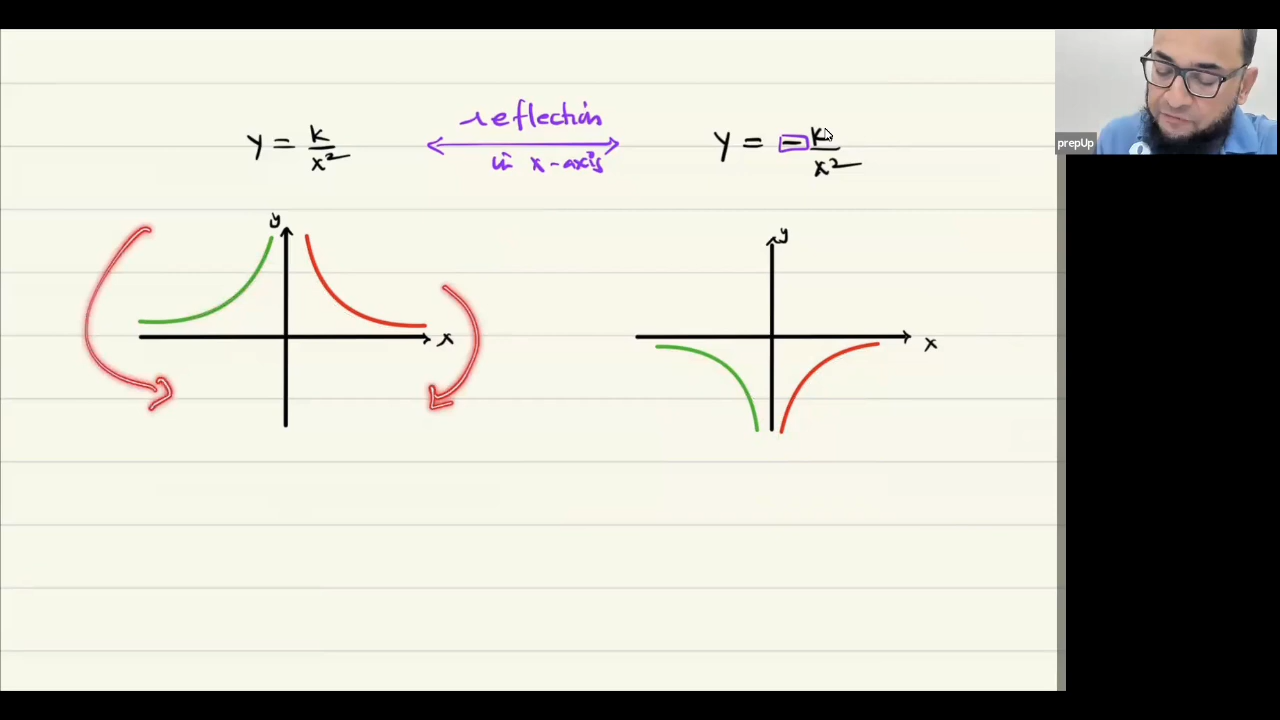 y = k/x² reflection in x-axis y = -k/x²
y
x
y
x
prepUp